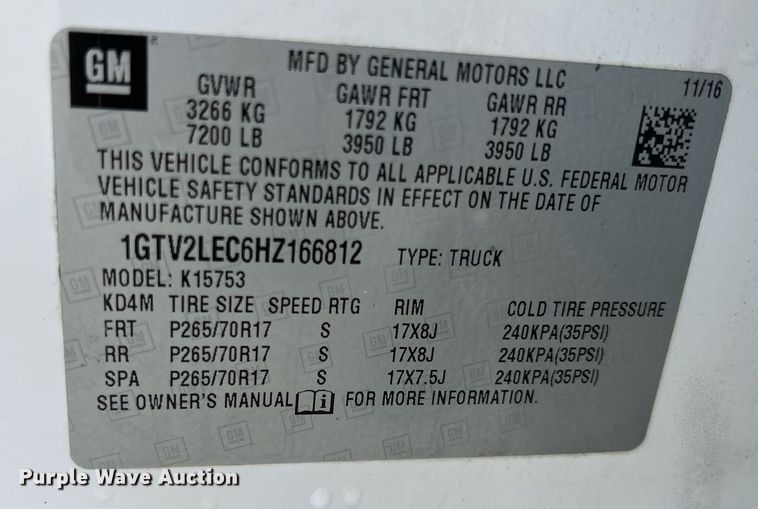 GM
®
MFD BY GENERAL MOTORS LLC
11/16
GVWR GAWR FRT GAWR RR
3266 KG 1792 KG 1792 KG
7200 LB 3950 LB 3950 LB
THIS VEHICLE CONFORMS TO ALL APPLICABLE U.S. FEDERAL MOTOR
VEHICLE SAFETY STANDARDS IN EFFECT ON THE DATE OF
MANUFACTURE SHOWN ABOVE.
1GTV2LEC6HZ166812 TYPE: TRUCK
MODEL: K15753
KD4M TIRE SIZE SPEED RTG RIM COLD TIRE PRESSURE
FRT P265/70R17 S 17X8J 240KPA(35PSI)
RR P265/70R17 S 17X8J 240KPA(35PSI)
SPA P265/70R17 S 17X7.5J 240KPA(35PSI)
SEE OWNER'S MANUAL i FOR MORE INFORMATION.
Purple Wave Auction